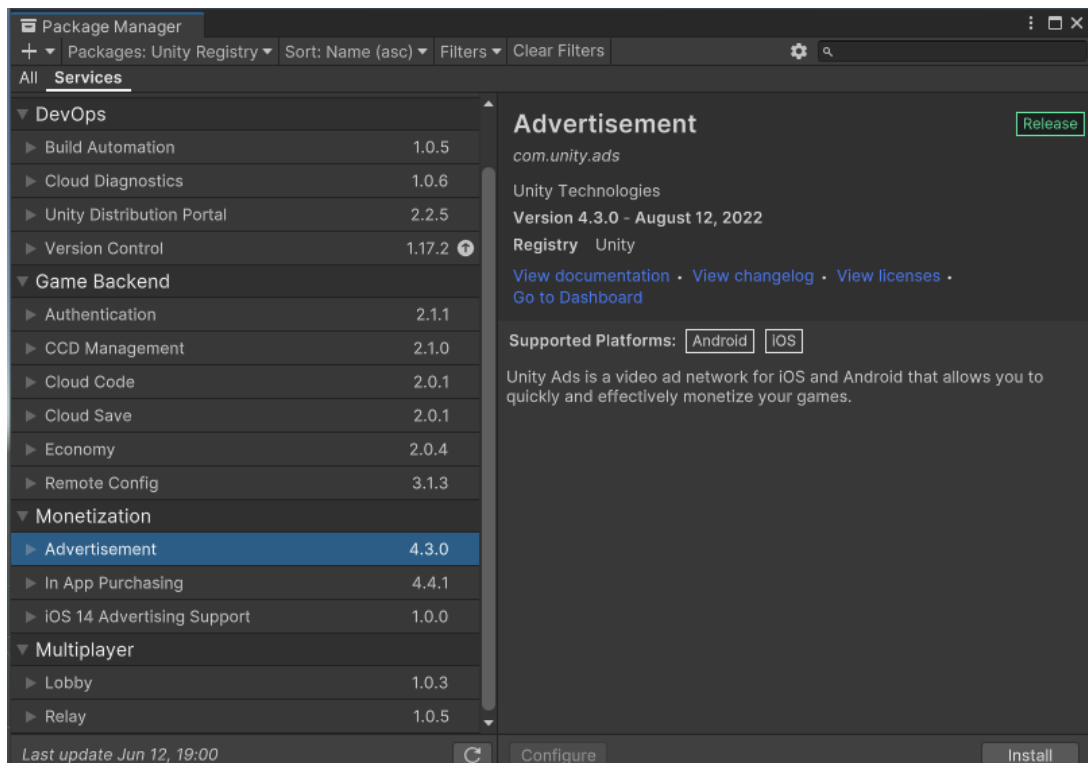 Package Manager
Packages: Unity Registry Sort: Name (asc) Filters Clear Filters
All Services
DevOps
Build Automation 1.0.5
Cloud Diagnostics 1.0.6
Unity Distribution Portal 2.2.5
Version Control 1.17.2
Game Backend
Authentication 2.1.1
CCD Management 2.1.0
Cloud Code 2.0.1
Cloud Save 2.0.1
Economy 2.0.4
Remote Config 3.1.3
Monetization
Advertisement 4.3.0
In App Purchasing 4.4.1
iOS 14 Advertising Support 1.0.0
Multiplayer
Lobby 1.0.3
Relay 1.0.5
Last update Jun 12, 19:00
Advertisement Release
com.unity.ads
Unity Technologies
Version 4.3.0 - August 12, 2022
Registry Unity
View documentation • View changelog • View licenses •
Go to Dashboard
Supported Platforms: Android iOS
Unity Ads is a video ad network for iOS and Android that allows you to
quickly and effectively monetize your games.
Configure Install